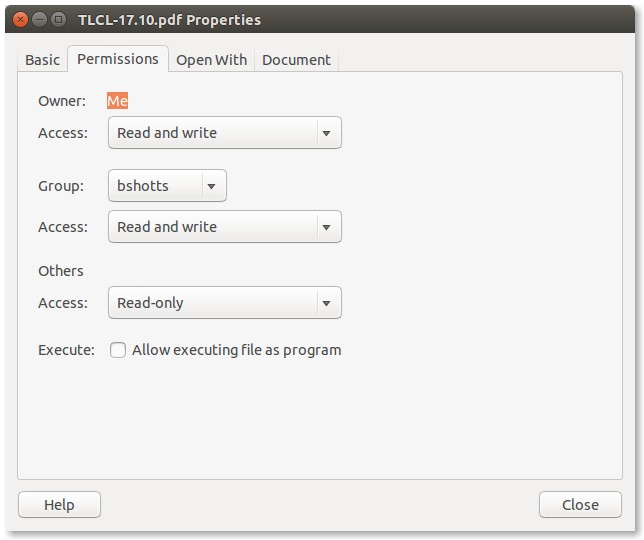 TLCL-17.10.pdf Properties
Basic Permissions Open With Document
Owner: Me
Access: Read and write
Group: bshotts
Access: Read and write
Others
Access: Read-only
Execute: Allow executing file as program
Help Close